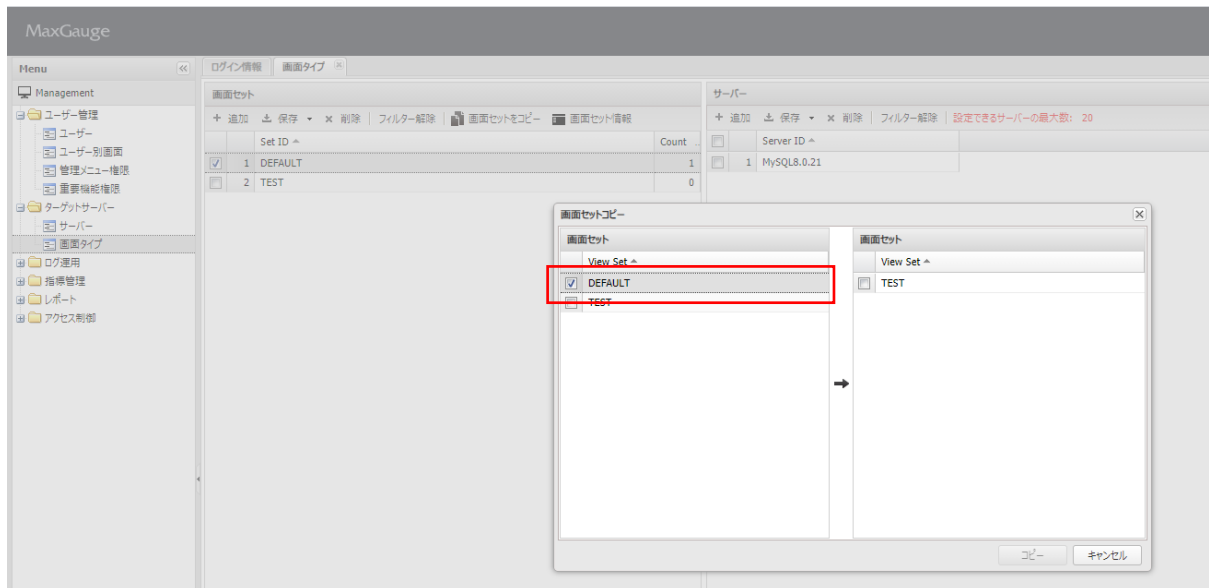 MaxGauge
Menu
ログイン情報 画面タイプ
Management
画面セット
サーバー
ユーザー管理
ユーザー
ユーザー別画面
管理メニュー権限
重要機能権限
ターゲットサーバー
サーバー
画面タイプ
ログ運用
指標管理
レポート
アクセス制御
+ 追加 保存 × 削除 フィルター解除 画面セットをコピー 画面セット情報
Set ID Count
1 DEFAULT 1
2 TEST 0
+ 追加 保存 × 削除 フィルター解除 設定できるサーバーの最大数: 20
Server ID
1 MySQL8.0.21
画面セットコピー
画面セット
View Set
DEFAULT
TEST
画面セット
View Set
TEST
コピー キャンセル